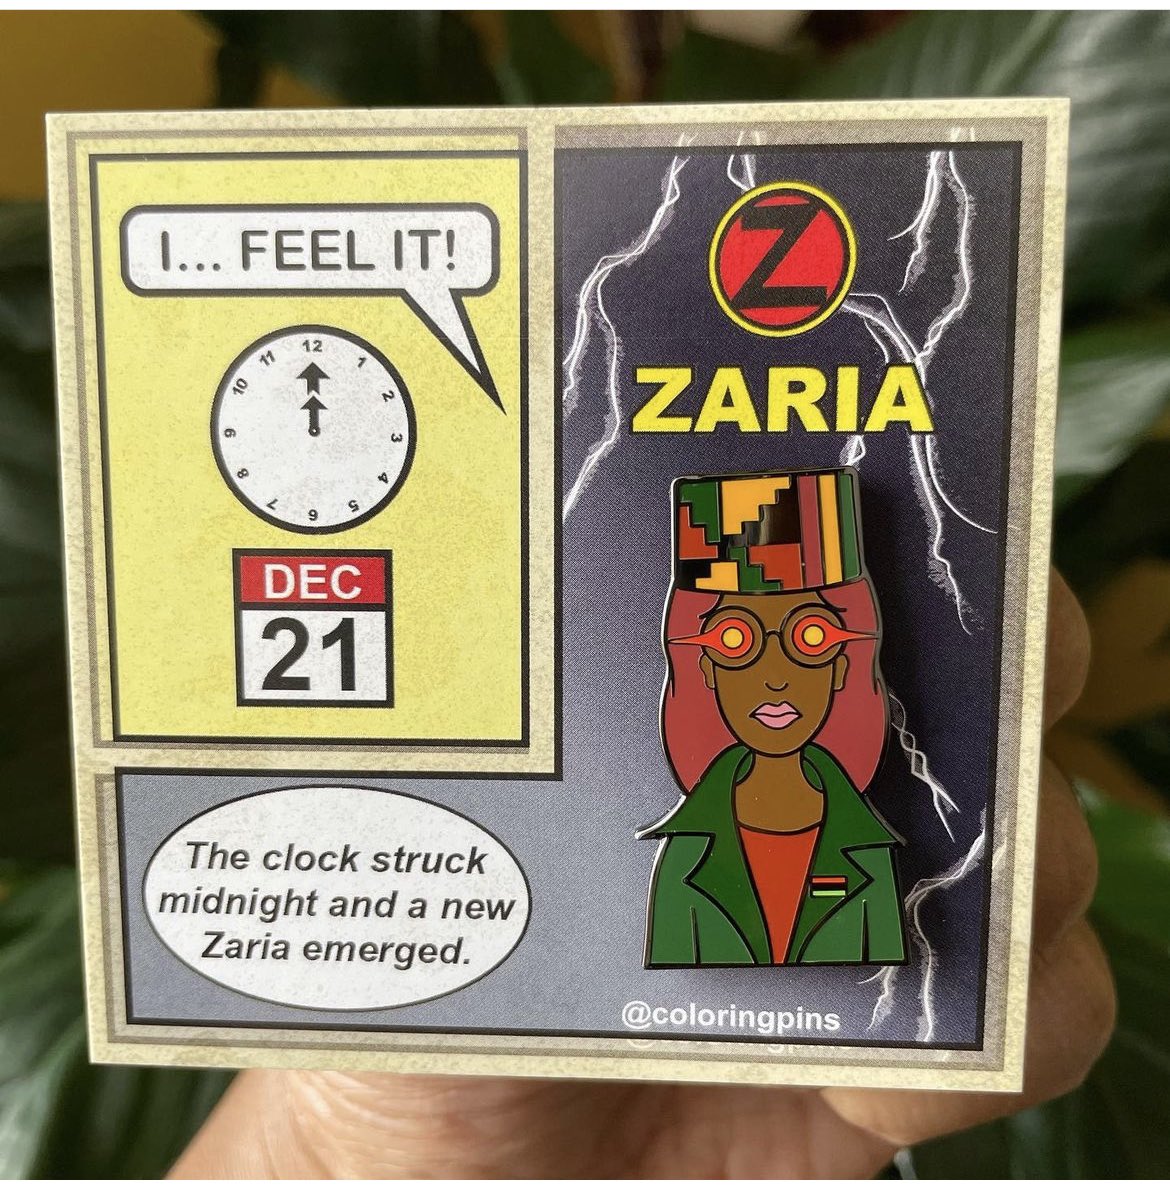 I... FEEL IT!
12
1
2
3
4
5
6
7
8
9
10
11
DEC
21
The clock struck
midnight and a new
Zaria emerged.
Z
ZARIA
@coloringpins